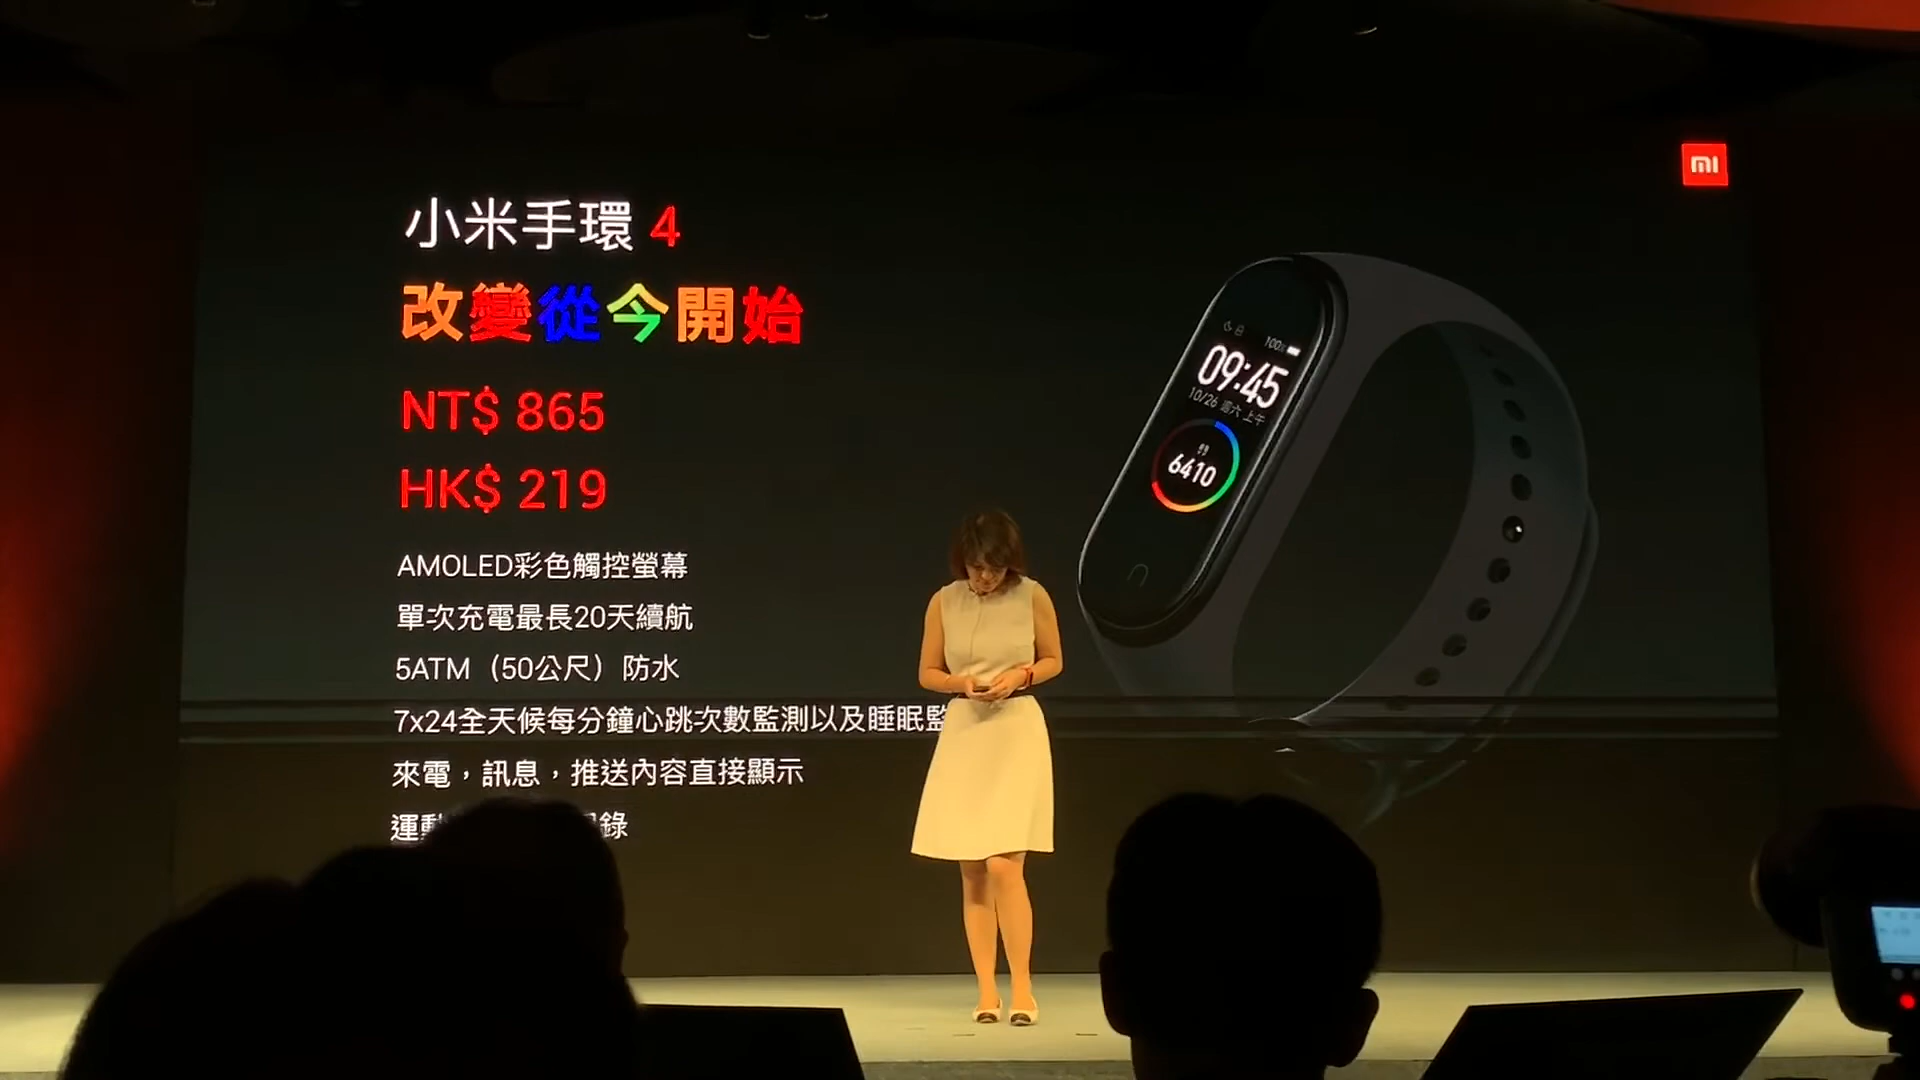 mi
小米手環 4
改變從今開始
NT$ 865
HK$ 219
AMOLED彩色觸控螢幕
單次充電最長20天續航
5ATM（50公尺）防水
7x24全天候每分鐘心跳次數監測以及睡眠監
來電，訊息，推送內容直接顯示
運動
錄
100%
09:45
10/26 週六 上午
6410